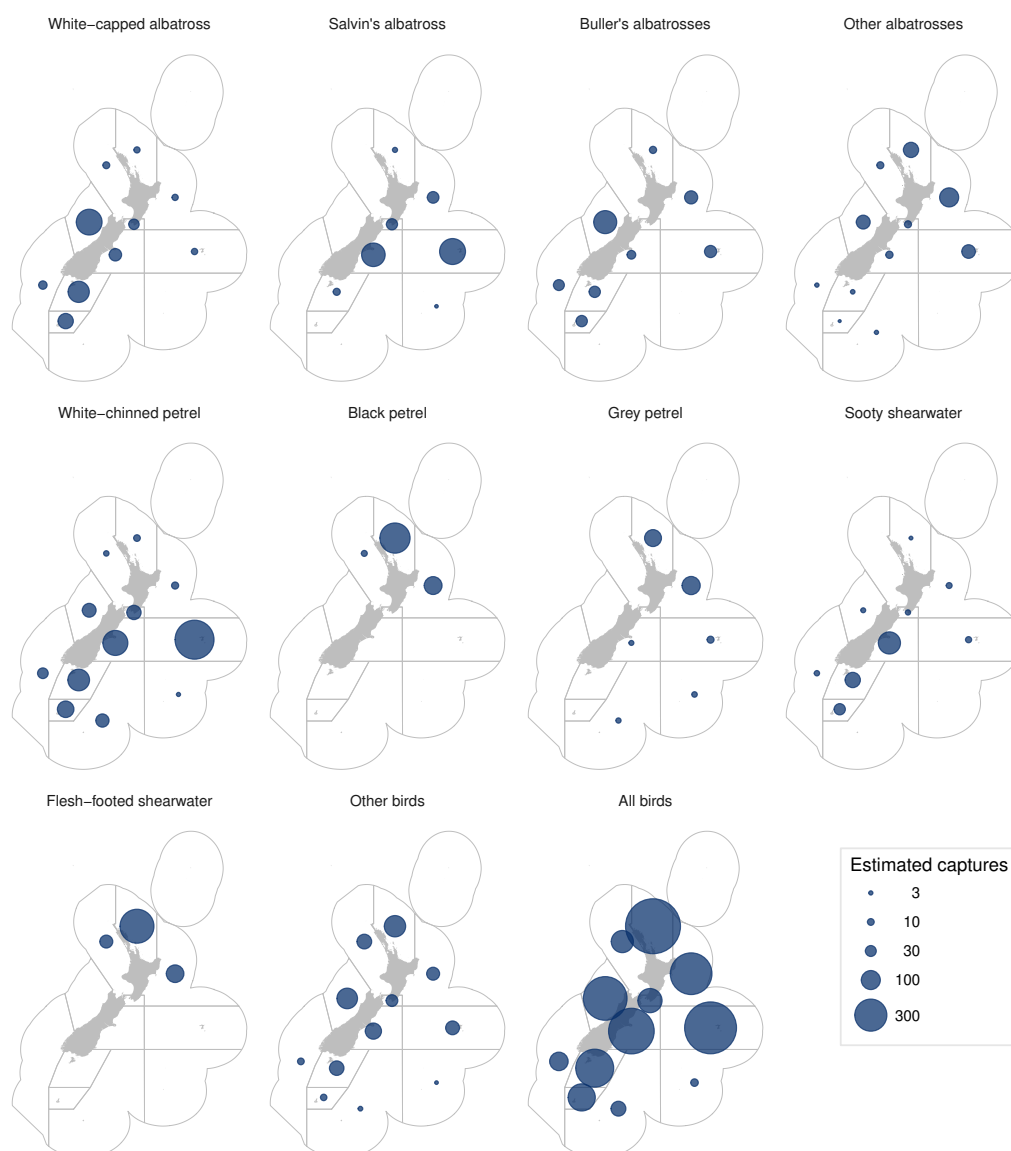 White−capped albatross
Salvin's albatross
Buller's albatrosses
Other albatrosses
White−chinned petrel
Black petrel
Grey petrel
Sooty shearwater
Flesh−footed shearwater
Other birds
All birds
Estimated captures
3
10
30
100
300